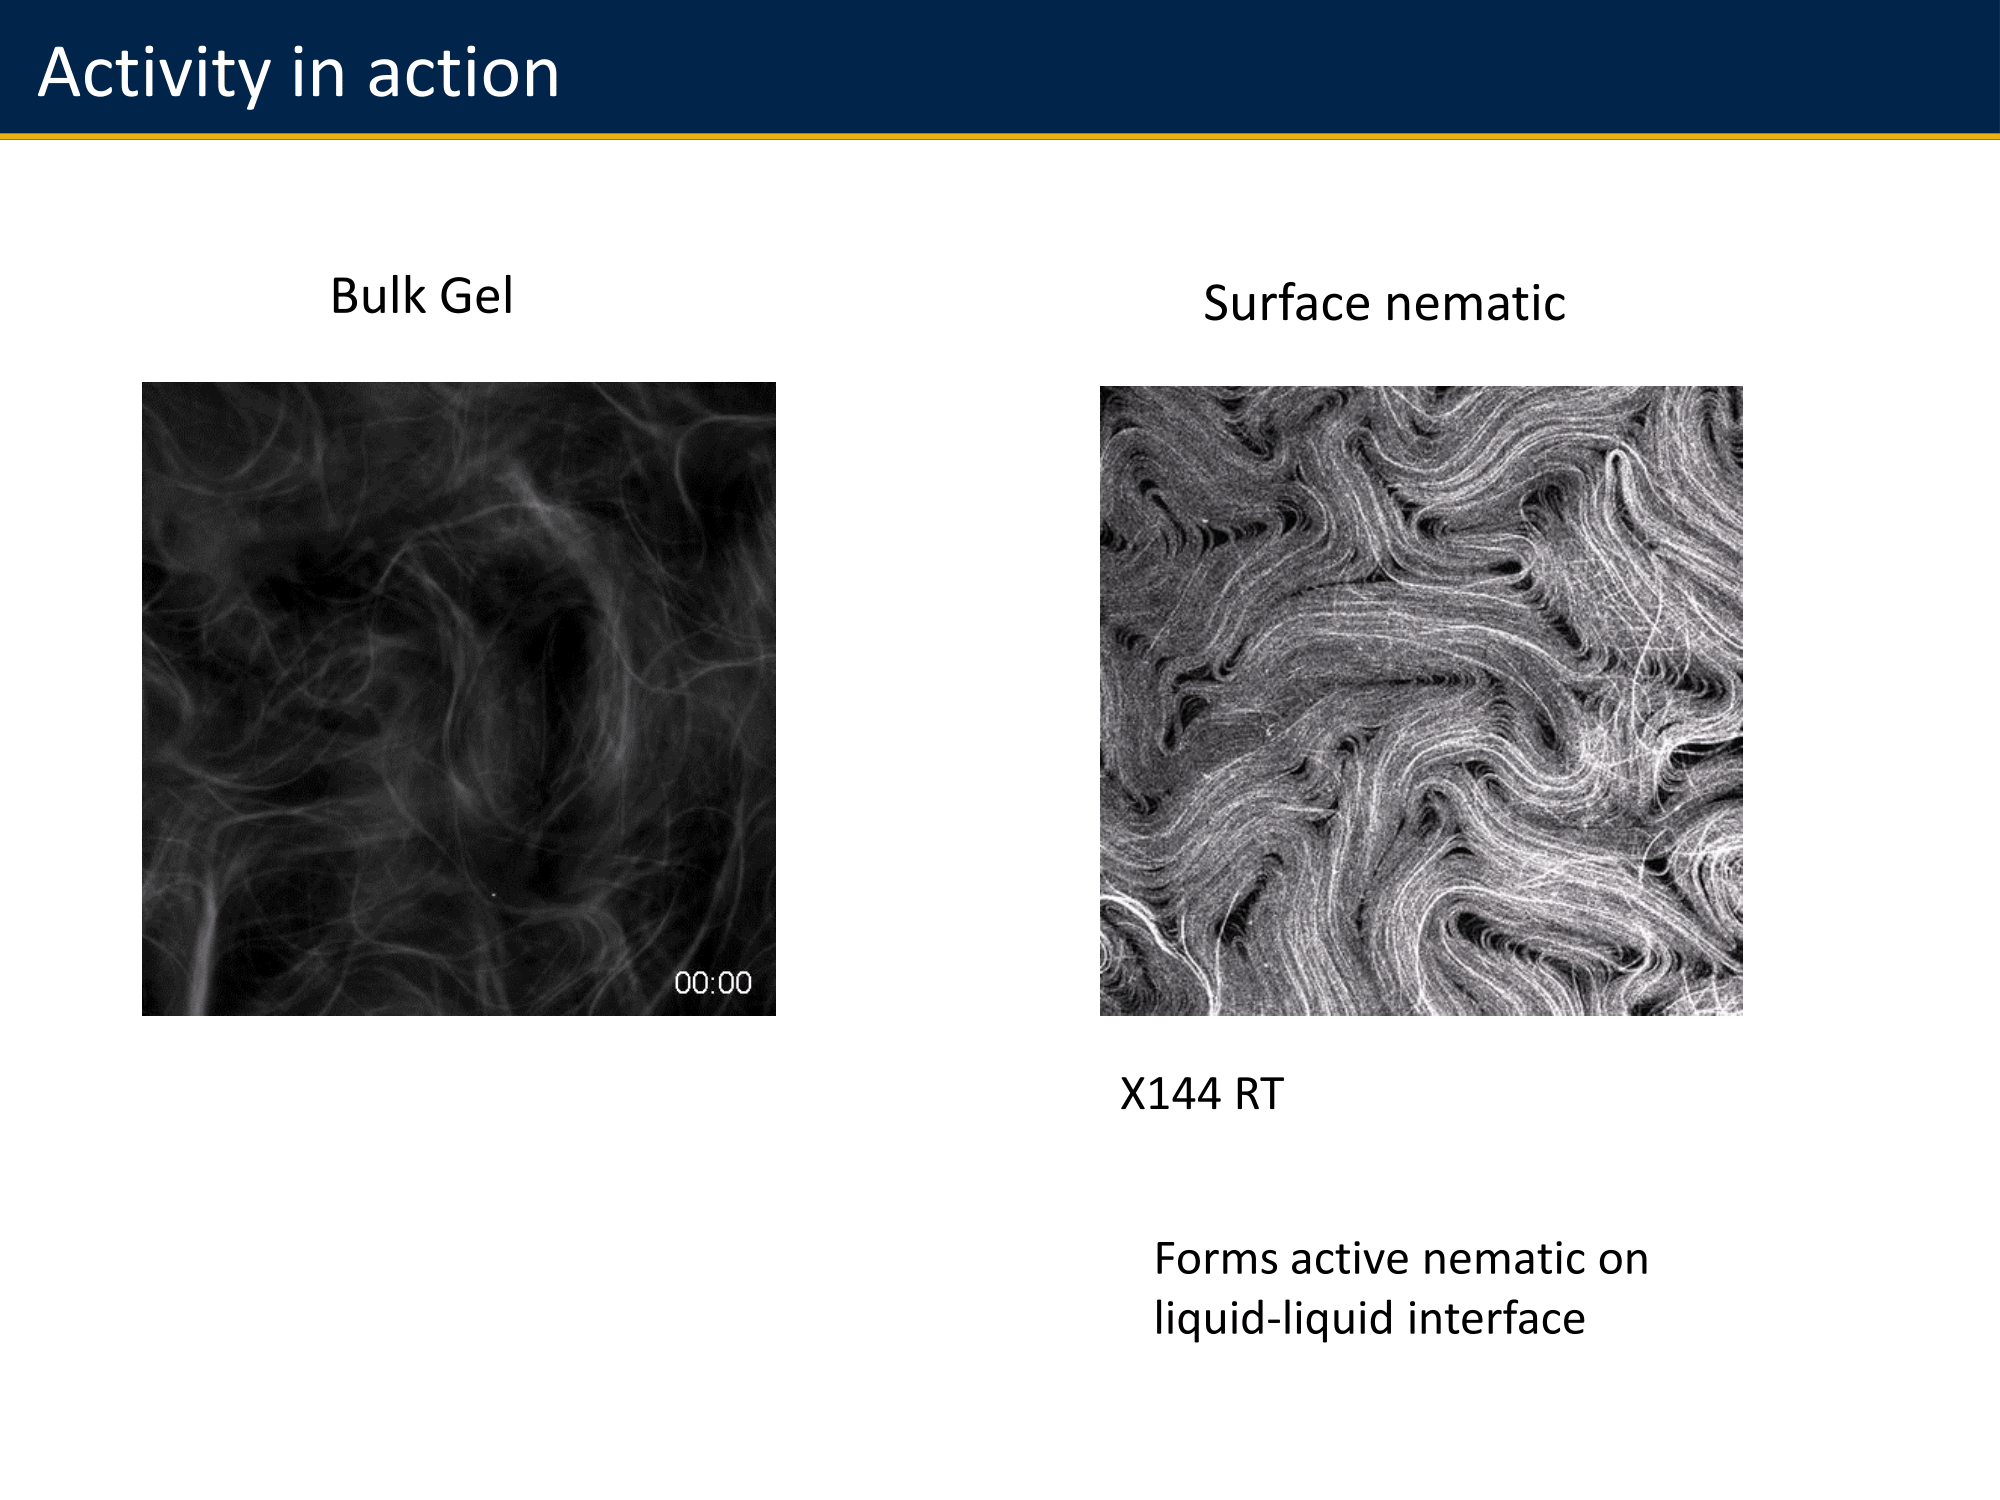 Activity in action
Bulk Gel
Surface nematic
00:00
X144 RT
Forms active nematic on
liquid-liquid interface